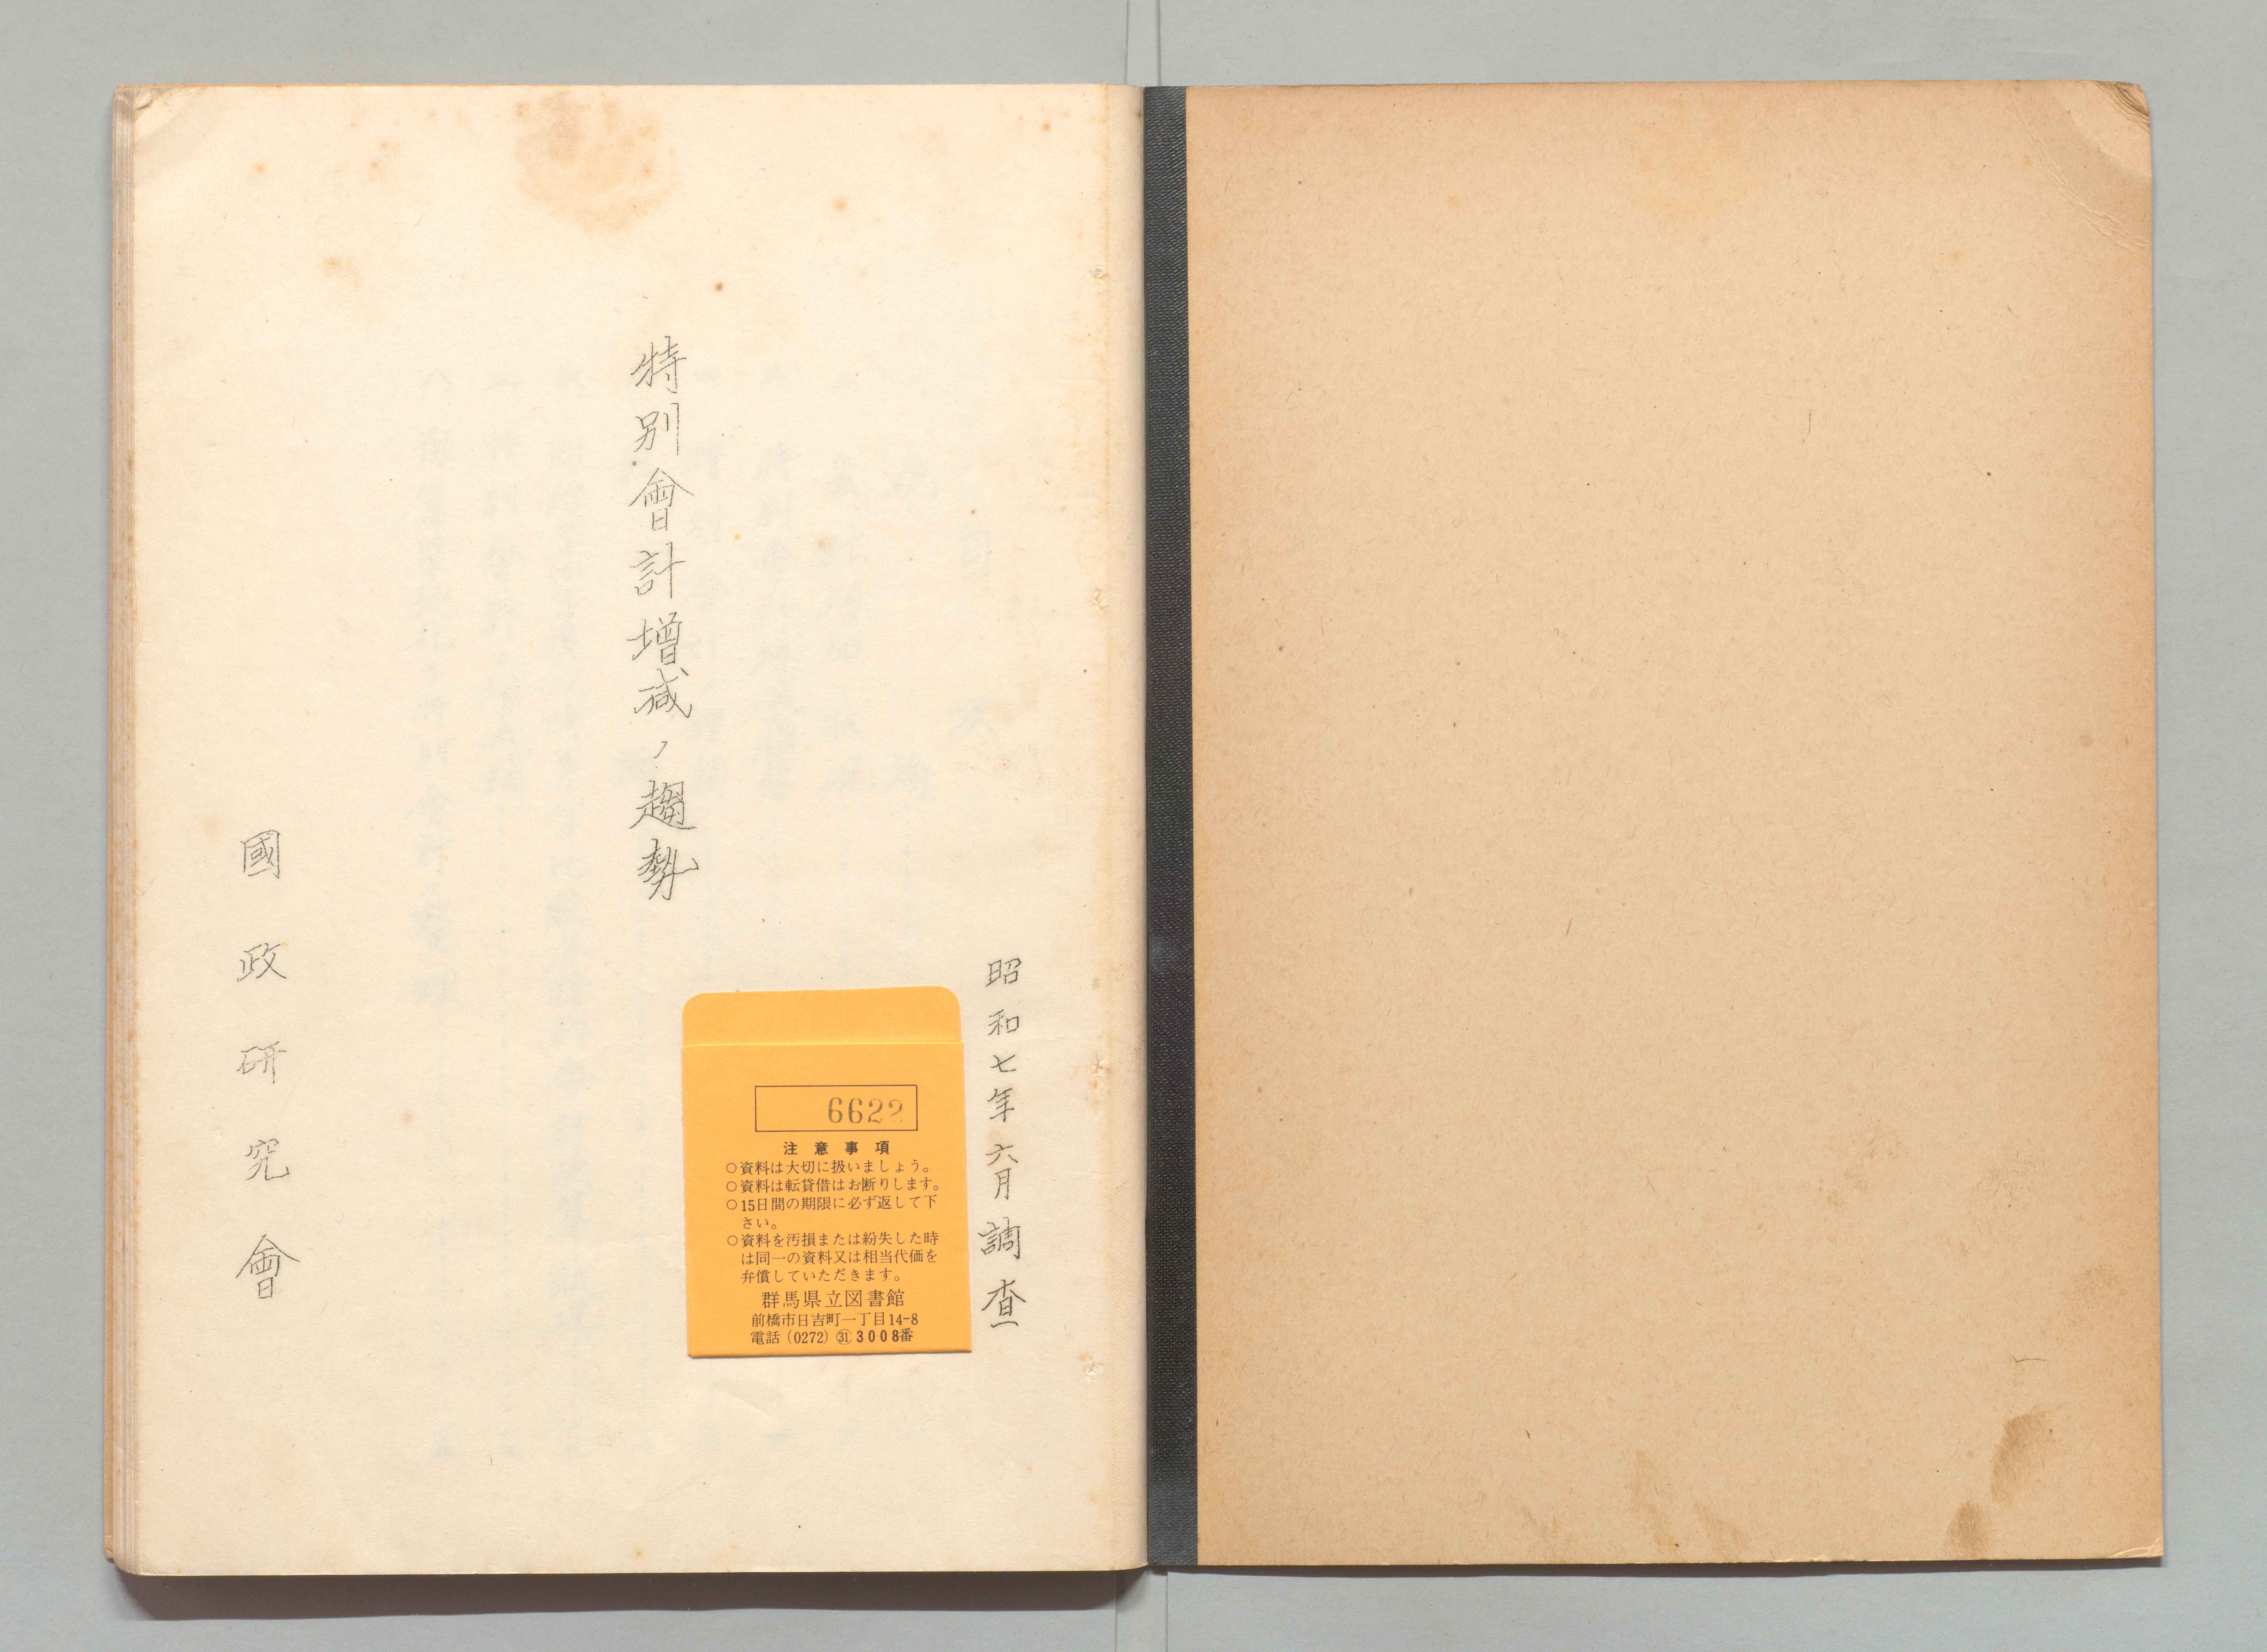 昭和七年六月調査
特別會計增減ノ趨勢
國政研究會
6622
注意事項
○資料は大切に扱いましょう。
○資料は転貸借はお断りします。
○15日間の期限に必ず返して下
さい。
○資料を汚損または紛失した時
は同一の資料又は相当代価を
弁償していただきます。
群馬県立図書館
前橋市日吉町一丁目14-8
電話(0272)㉛3008番